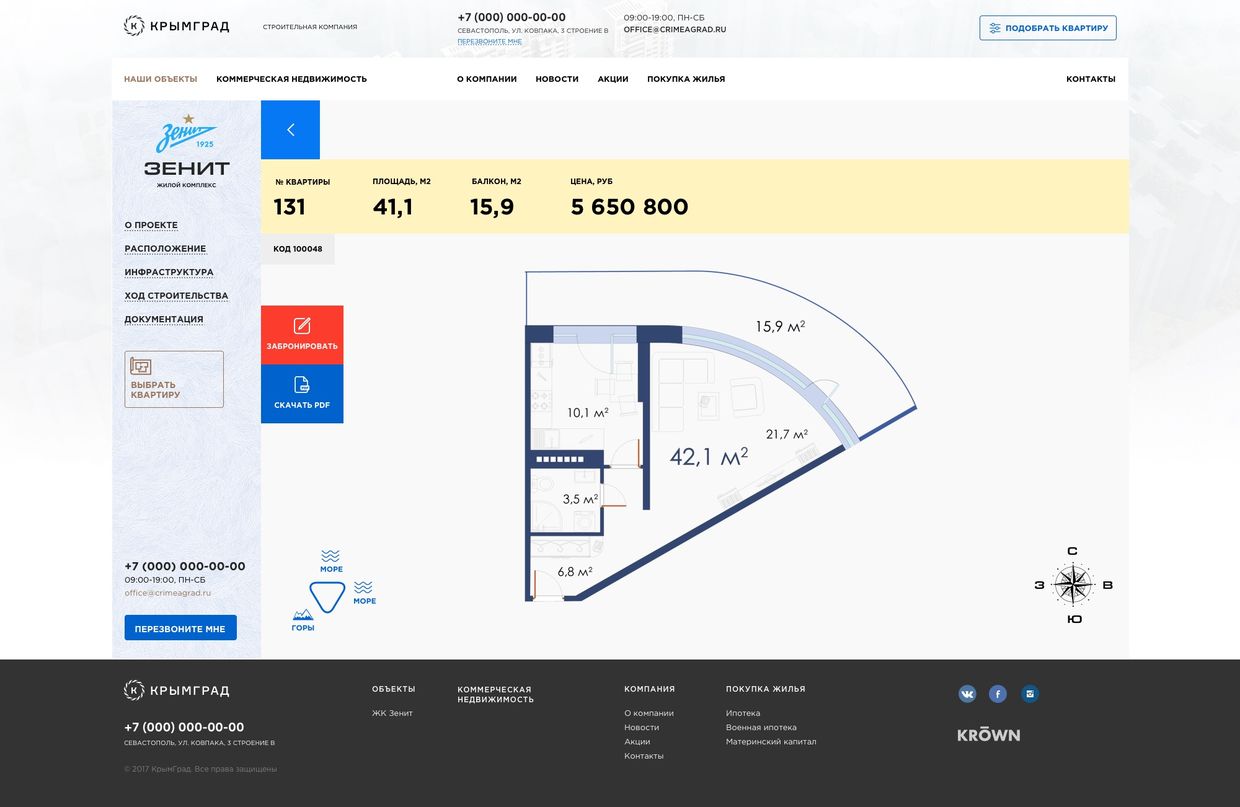 КРЫМГРАД
СТРОИТЕЛЬНАЯ КОМПАНИЯ
+7 (000) 000-00-00
СЕВАСТОПОЛЬ, УЛ. КОВПАКА, 3 СТРОЕНИЕ В
ПЕРЕЗВОНИТЕ МНЕ
09:00-19:00, ПН-СБ
OFFICE@CRIMEAGRAD.RU
ПОДОБРАТЬ КВАРТИРУ
НАШИ ОБЪЕКТЫ
КОММЕРЧЕСКАЯ НЕДВИЖИМОСТЬ
О КОМПАНИИ
НОВОСТИ
АКЦИИ
ПОКУПКА ЖИЛЬЯ
КОНТАКТЫ
Зенит
1925
ЗЕНИТ
ЖИЛОЙ КОМПЛЕКС
О ПРОЕКТЕ
РАСПОЛОЖЕНИЕ
ИНФРАСТРУКТУРА
ХОД СТРОИТЕЛЬСТВА
ДОКУМЕНТАЦИЯ
ВЫБРАТЬ
КВАРТИРУ
+7 (000) 000-00-00
09:00-19:00, ПН-СБ
office@crimeagrad.ru
ПЕРЕЗВОНИТЕ МНЕ
№ КВАРТИРЫ
131
ПЛОЩАДЬ, М2
41,1
БАЛКОН, М2
15,9
ЦЕНА, РУБ
5 650 800
КОД 100048
ЗАБРОНИРОВАТЬ
СКАЧАТЬ PDF
15,9 м²
10,1 м²
21,7 м²
42,1 м²
3,5 м²
6,8 м²
МОРЕ
МОРЕ
ГОРЫ
С
З
В
Ю
К КРЫМГРАД
+7 (000) 000-00-00
СЕВАСТОПОЛЬ, УЛ. КОВПАКА, 3 СТРОЕНИЕ В
© 2017 КрымГрад. Все права защищены
ОБЪЕКТЫ
ЖК Зенит
КОММЕРЧЕСКАЯ
НЕДВИЖИМОСТЬ
КОМПАНИЯ
О компании
Новости
Акции
Контакты
ПОКУПКА ЖИЛЬЯ
Ипотека
Военная ипотека
Материнский капитал
KRŌWN